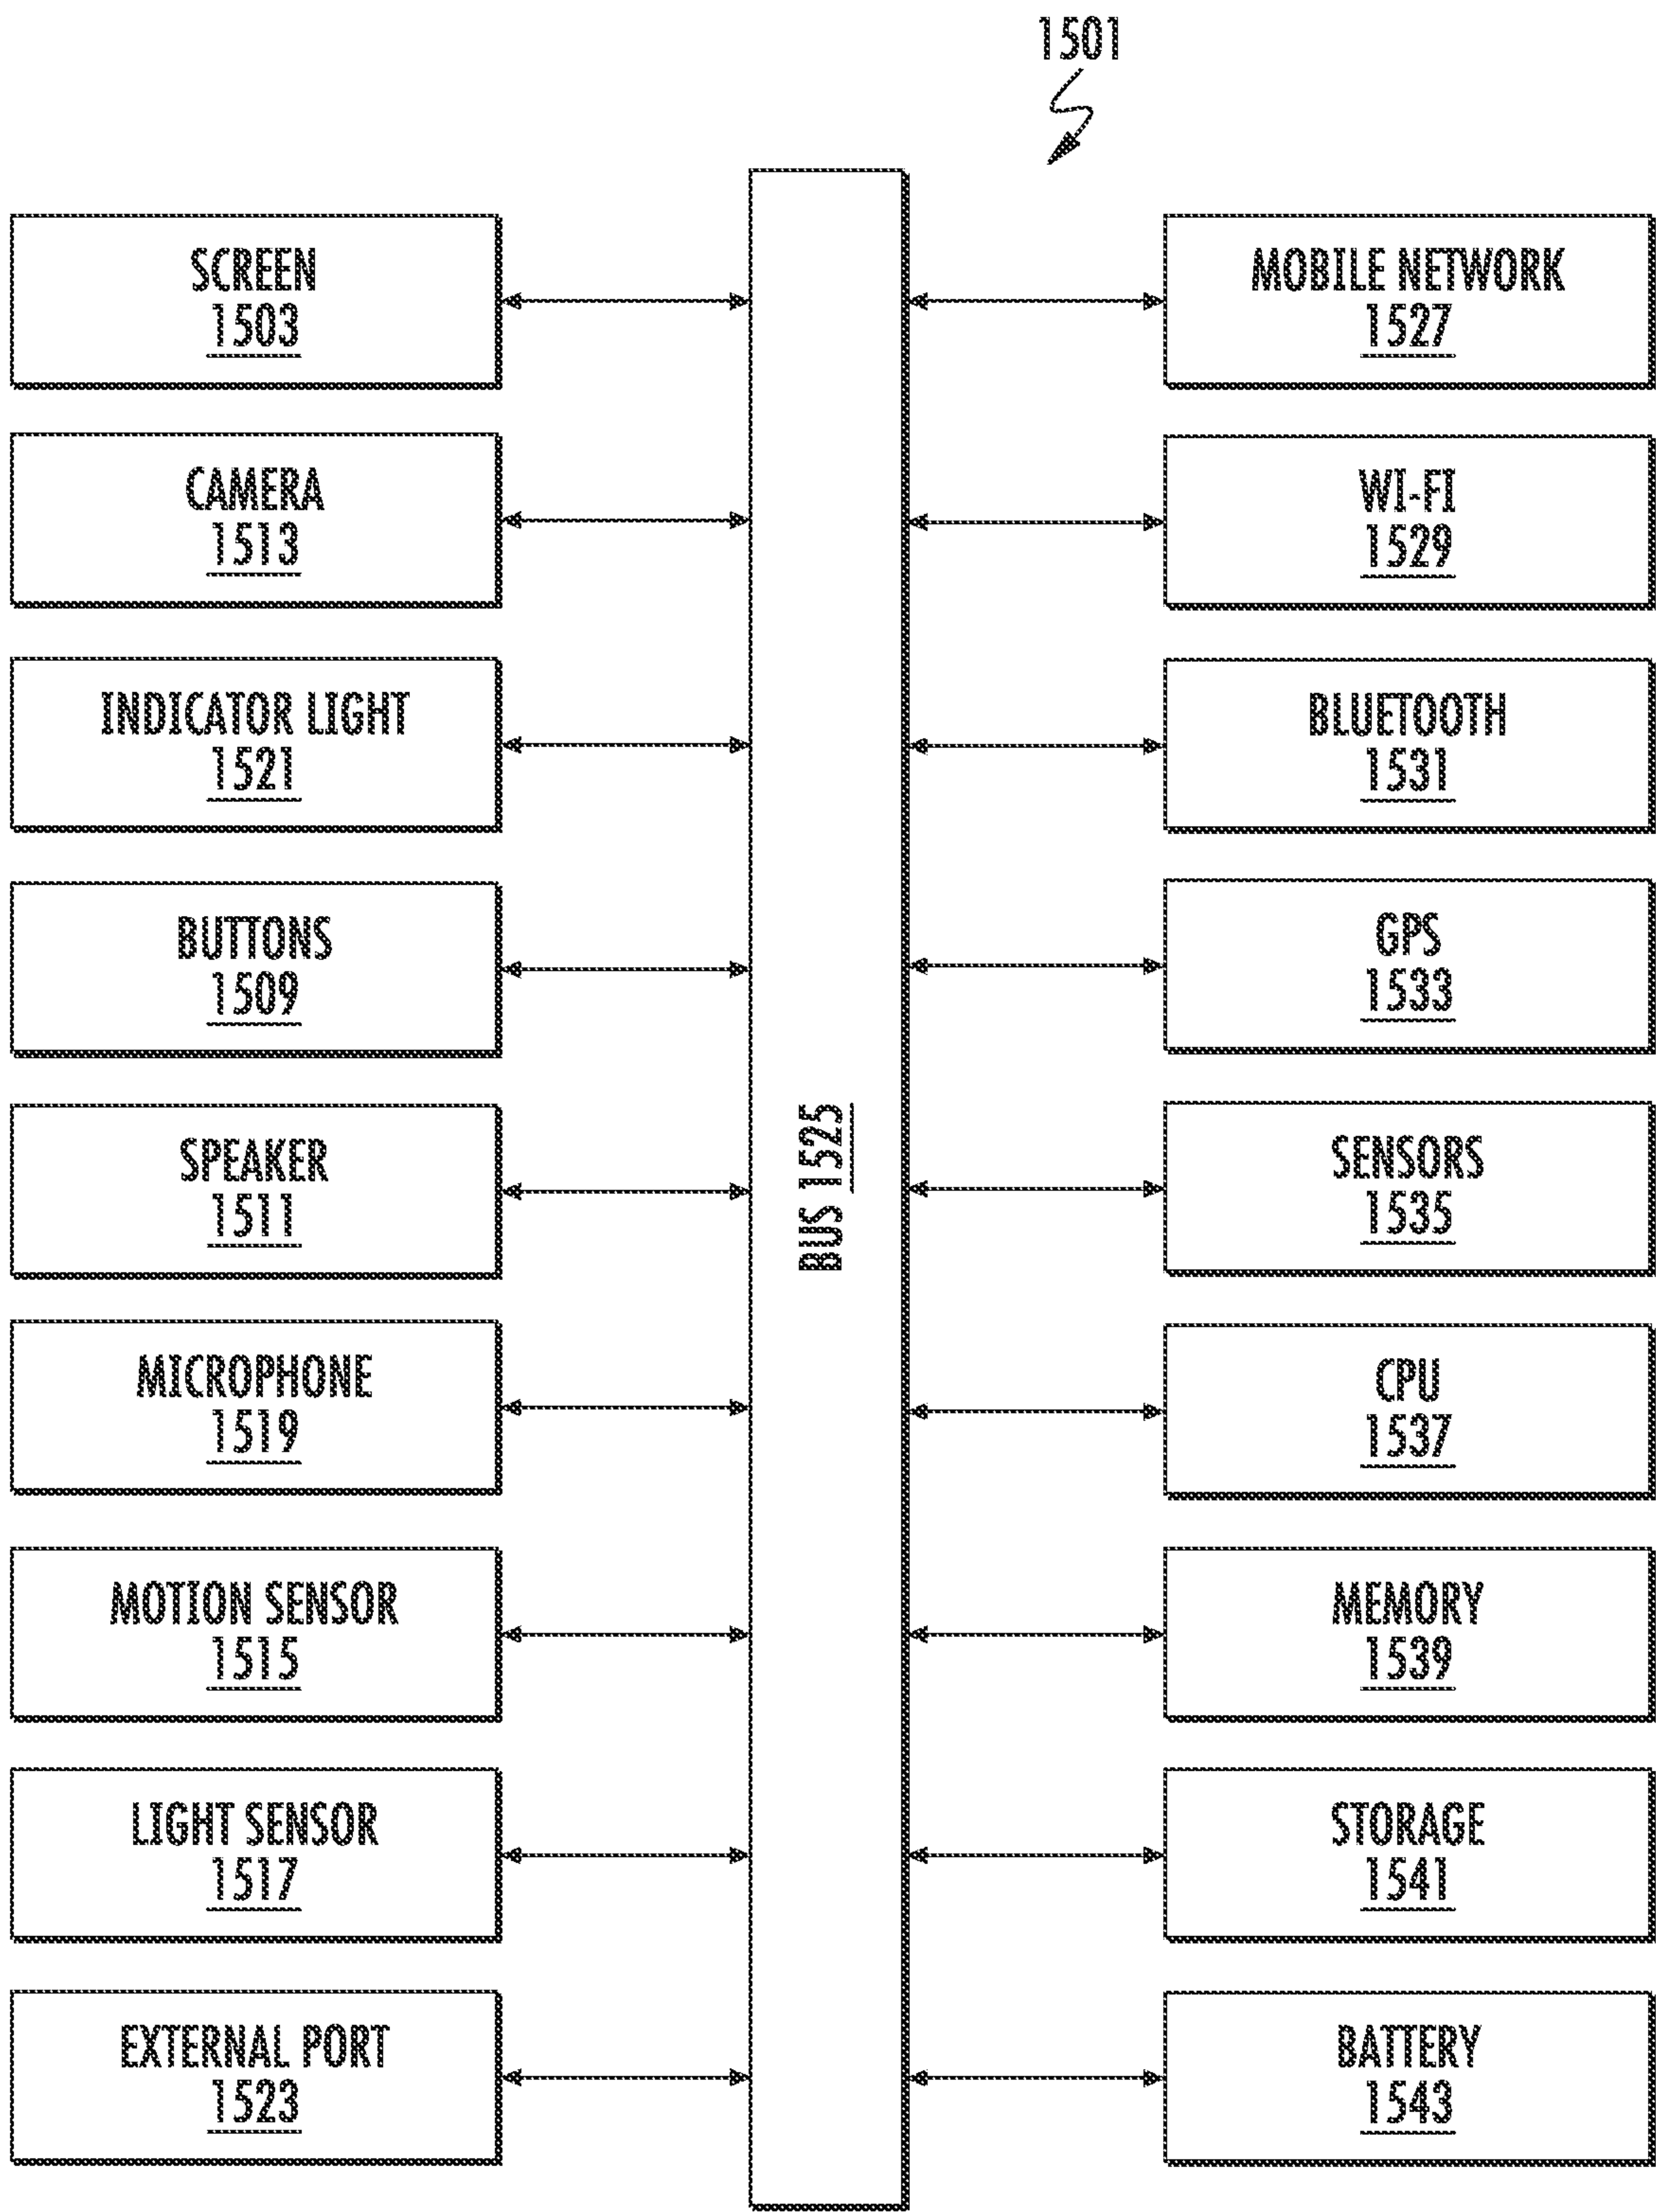 1501
SCREEN
1503
MOBILE NETWORK
1527
CAMERA
1513
WI-FI
1529
INDICATOR LIGHT
1521
BLUETOOTH
1531
BUTTONS
1509
GPS
1533
SPEAKER
1511
BUS 1525
SENSORS
1535
MICROPHONE
1519
CPU
1537
MOTION SENSOR
1515
MEMORY
1539
LIGHT SENSOR
1517
STORAGE
1541
EXTERNAL PORT
1523
BATTERY
1543